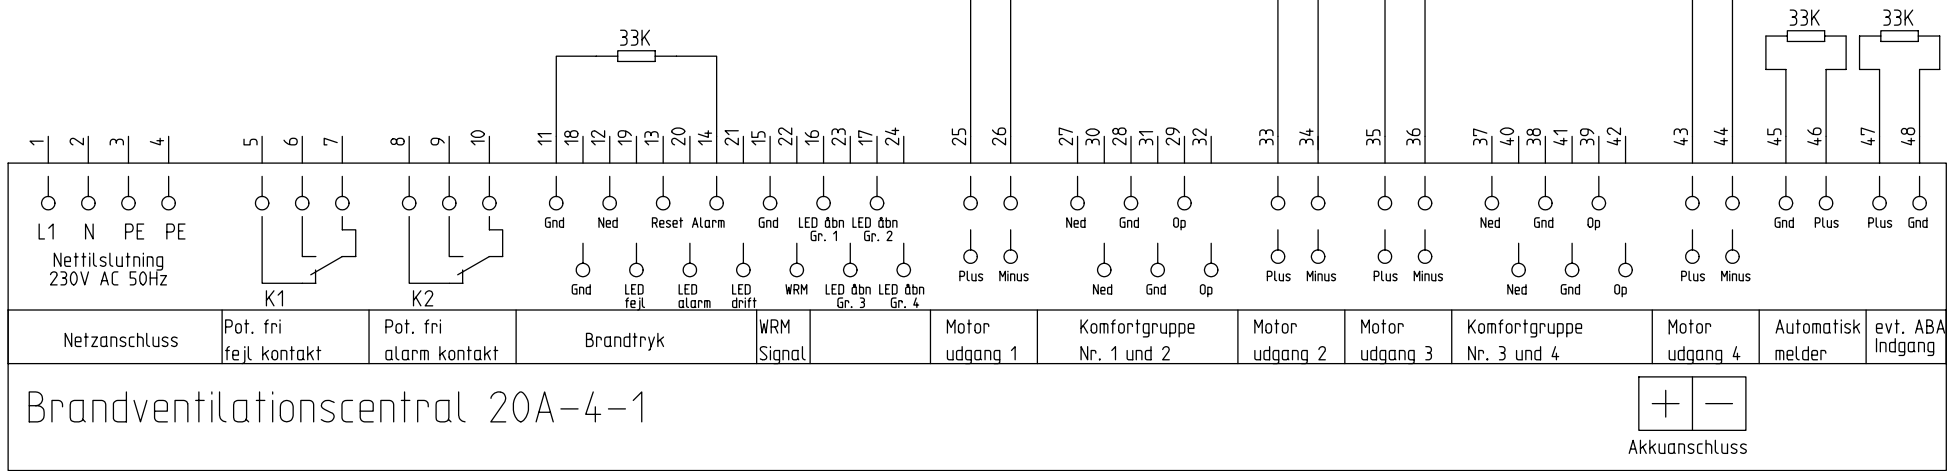 33K
33K
33K
1 2 3 4 5 6 7 8 9 10 11 18 12 19 13 20 14 21 15 22 16 23 17 24 25 26 27 30 28 31 29 32 33 34 35 36 37 40 38 41 39 42 43 44 45 46 47 48
L1 N PE PE
Nettilslutning
230V AC 50Hz
K1
K2
Gnd Ned Reset Alarm Gnd LED åbn Gr. 1 LED åbn Gr. 2
Gnd LED fejl LED alarm LED drift WRM LED åbn Gr. 3 LED åbn Gr. 4
Plus Minus
Ned Gnd Op
Ned Gnd Op
Plus Minus
Plus Minus
Ned Gnd Op
Ned Gnd Op
Plus Minus
Gnd Plus
Plus Gnd
Netzanschluss
Pot. fri
fejl kontakt
Pot. fri
alarm kontakt
Brandtryk
WRM
Signal
Motor
udgang 1
Komfortgruppe
Nr. 1 und 2
Motor
udgang 2
Motor
udgang 3
Komfortgruppe
Nr. 3 und 4
Motor
udgang 4
Automatisk
melder
evt. ABA
Indgang
Brandventilationscentral 20A-4-1
+ −
Akkuanschluss